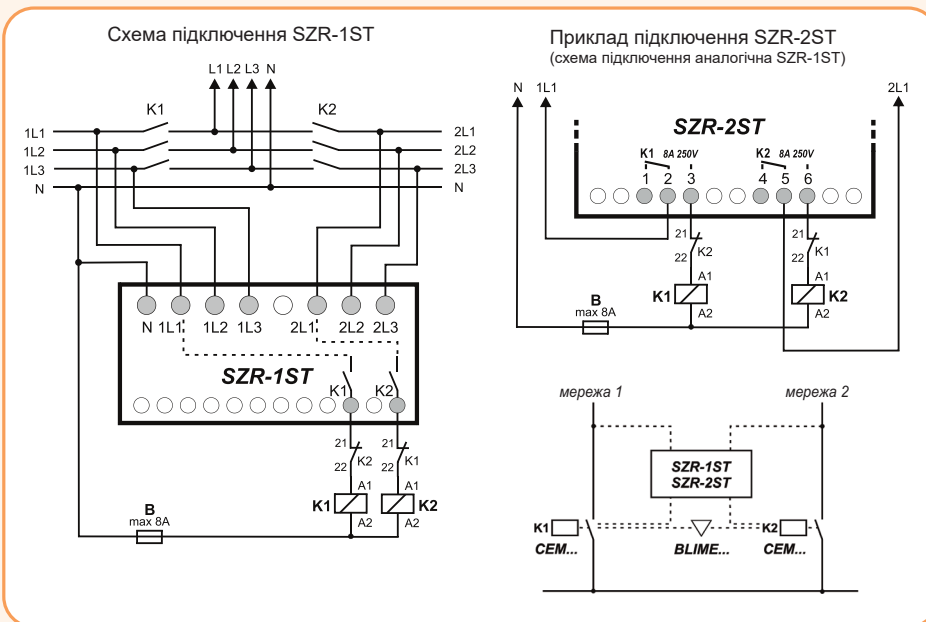 Схема підключення SZR-1ST
L1 L2 L3 N
K1 K2
1L1 2L1
1L2 2L2
1L3 2L3
N N
N 1L1 1L2 1L3 2L1 2L2 2L3
SZR-1ST
K1 K2
21 K2 22
21 K1 22
A1 A1
K1 K2
A2 A2
B
max 8A
Приклад підключення SZR-2ST
(схема підключення аналогічна SZR-1ST)
N 1L1 2L1
SZR-2ST
K1 8A 250V K2 8A 250V
1 2 3 4 5 6
21 K2 22
21 K1 22
A1 A1
K1 K2
A2 A2
B
max 8A
мережа 1 мережа 2
SZR-1ST
SZR-2ST
K1 K2
CEM... BLIME... CEM...